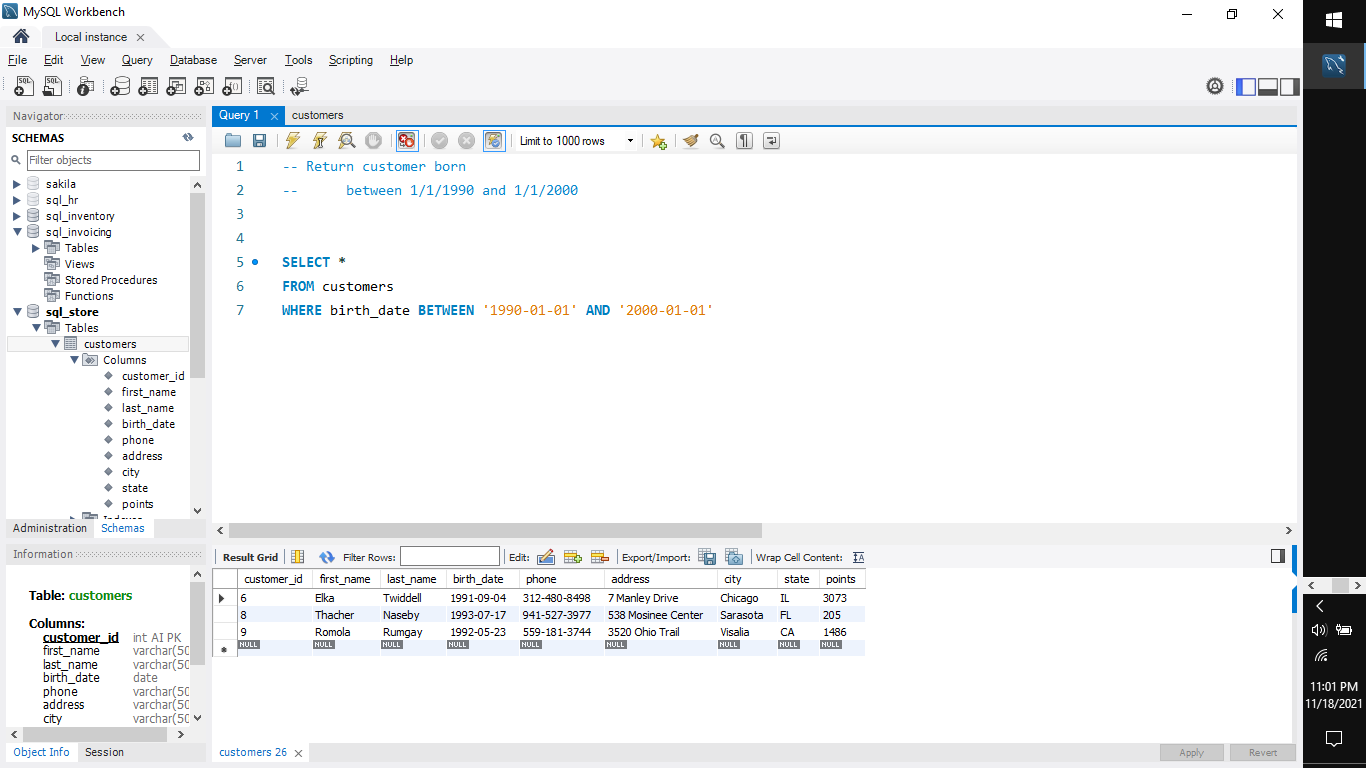 MySQL Workbench
Local instance
File Edit View Query Database Server Tools Scripting Help
Navigator
SCHEMAS
Filter objects
sakila
sql_hr
sql_inventory
sql_invoicing
Tables
Views
Stored Procedures
Functions
sql_store
Tables
customers
Columns
customer_id
first_name
last_name
birth_date
phone
address
city
state
points
Administration Schemas
Information
Table: customers
Columns:
customer_id int AI PK
first_name varchar(50
last_name varchar(50
birth_date date
phone varchar(50
address varchar(50
city varchar(50
Object Info Session
Query 1 customers
Limit to 1000 rows
1 -- Return customer born
2 -- between 1/1/1990 and 1/1/2000
3
4
5 SELECT *
6 FROM customers
7 WHERE birth_date BETWEEN '1990-01-01' AND '2000-01-01'
Result Grid Filter Rows: Edit: Export/Import: Wrap Cell Content:
customer_id first_name last_name birth_date phone address city state points
6 Elka Twiddell 1991-09-04 312-480-8498 7 Manley Drive Chicago IL 3073
8 Thacher Naseby 1993-07-17 941-527-3977 538 Mosinee Center Sarasota FL 205
9 Romola Rumgay 1992-05-23 559-181-3744 3520 Ohio Trail Visalia CA 1486
NULL NULL NULL NULL NULL NULL NULL NULL NULL
customers 26
Apply Revert
11:01 PM
11/18/2021